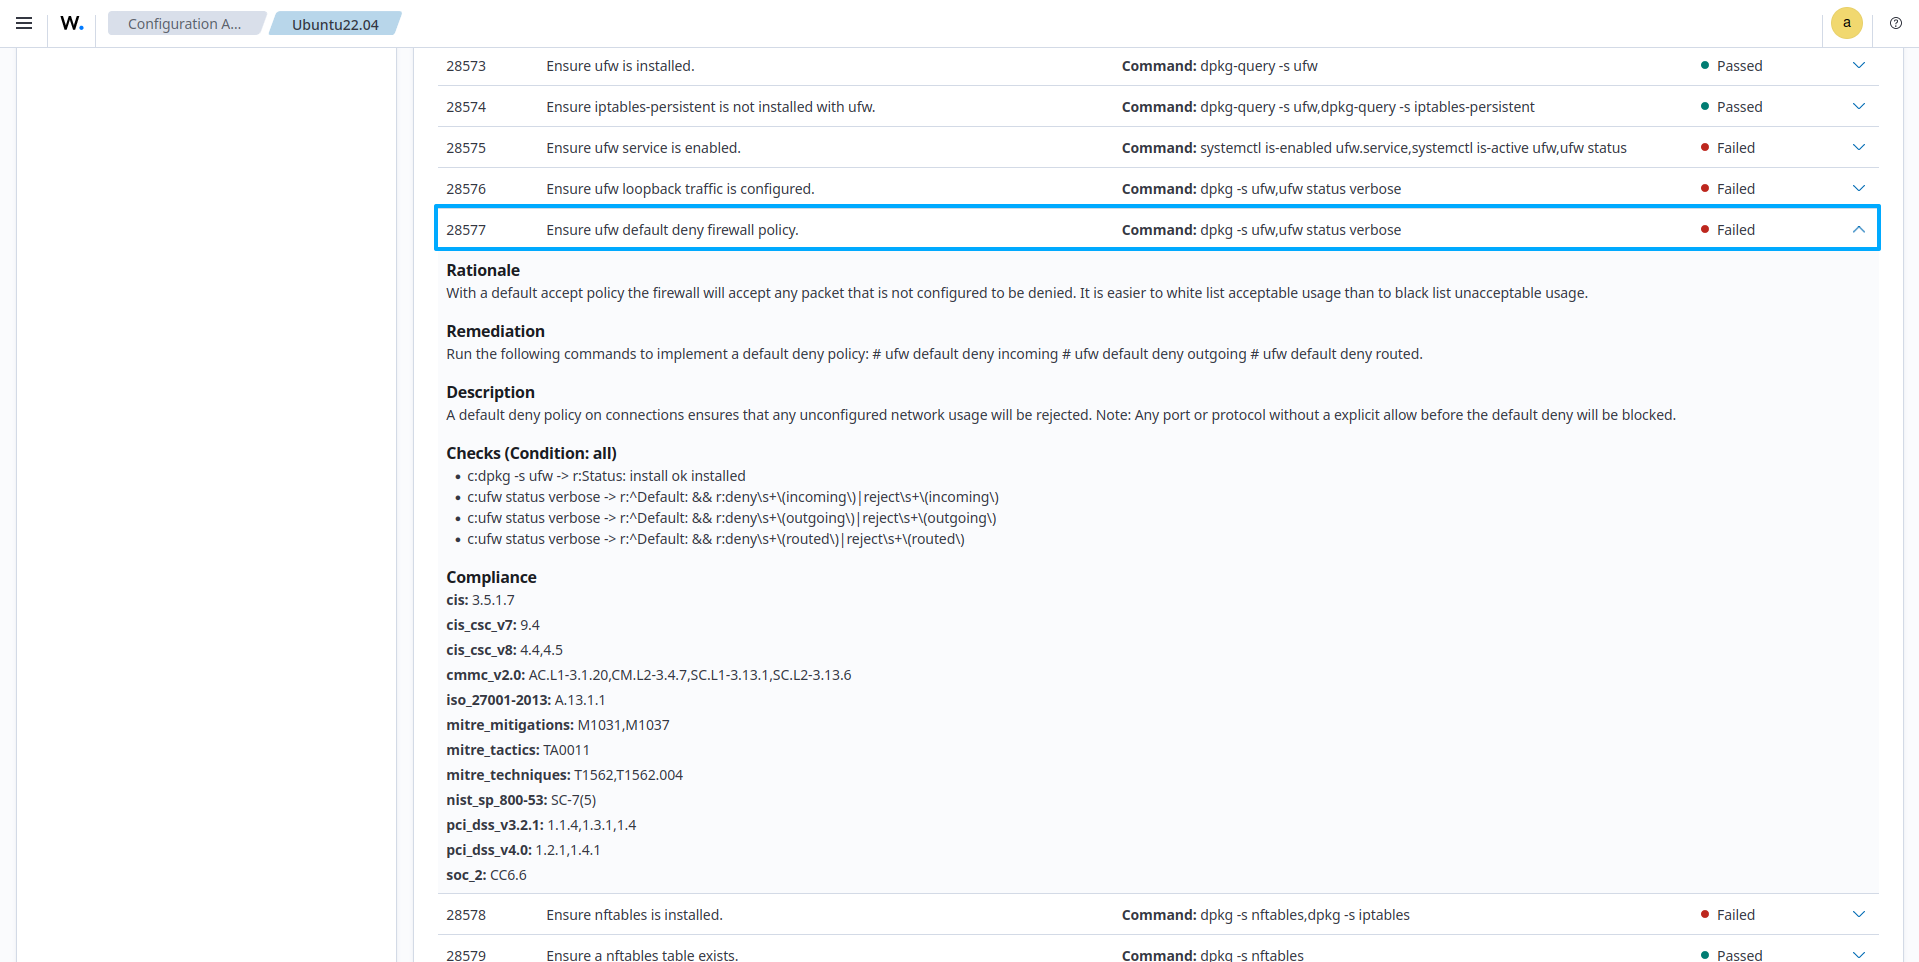 W. Configuration A... Ubuntu22.04 a
28573 Ensure ufw is installed. Command: dpkg-query -s ufw Passed
28574 Ensure iptables-persistent is not installed with ufw. Command: dpkg-query -s ufw,dpkg-query -s iptables-persistent Passed
28575 Ensure ufw service is enabled. Command: systemctl is-enabled ufw.service,systemctl is-active ufw,ufw status Failed
28576 Ensure ufw loopback traffic is configured. Command: dpkg -s ufw,ufw status verbose Failed
28577 Ensure ufw default deny firewall policy. Command: dpkg -s ufw,ufw status verbose Failed
Rationale
With a default accept policy the firewall will accept any packet that is not configured to be denied. It is easier to white list acceptable usage than to black list unacceptable usage.
Remediation
Run the following commands to implement a default deny policy: # ufw default deny incoming # ufw default deny outgoing # ufw default deny routed.
Description
A default deny policy on connections ensures that any unconfigured network usage will be rejected. Note: Any port or protocol without a explicit allow before the default deny will be blocked.
Checks (Condition: all)
• c:dpkg -s ufw -> r:Status: install ok installed
• c:ufw status verbose -> r:^Default: && r:deny\s+\(incoming\)|reject\s+\(incoming\)
• c:ufw status verbose -> r:^Default: && r:deny\s+\(outgoing\)|reject\s+\(outgoing\)
• c:ufw status verbose -> r:^Default: && r:deny\s+\(routed\)|reject\s+\(routed\)
Compliance
cis: 3.5.1.7
cis_csc_v7: 9.4
cis_csc_v8: 4.4,4.5
cmmc_v2.0: AC.L1-3.1.20,CM.L2-3.4.7,SC.L1-3.13.1,SC.L2-3.13.6
iso_27001-2013: A.13.1.1
mitre_mitigations: M1031,M1037
mitre_tactics: TA0011
mitre_techniques: T1562,T1562.004
nist_sp_800-53: SC-7(5)
pci_dss_v3.2.1: 1.1.4,1.3.1,1.4
pci_dss_v4.0: 1.2.1,1.4.1
soc_2: CC6.6
28578 Ensure nftables is installed. Command: dpkg -s nftables,dpkg -s iptables Failed
28579 Ensure a nftables table exists. Command: dpkg -s nftables Passed